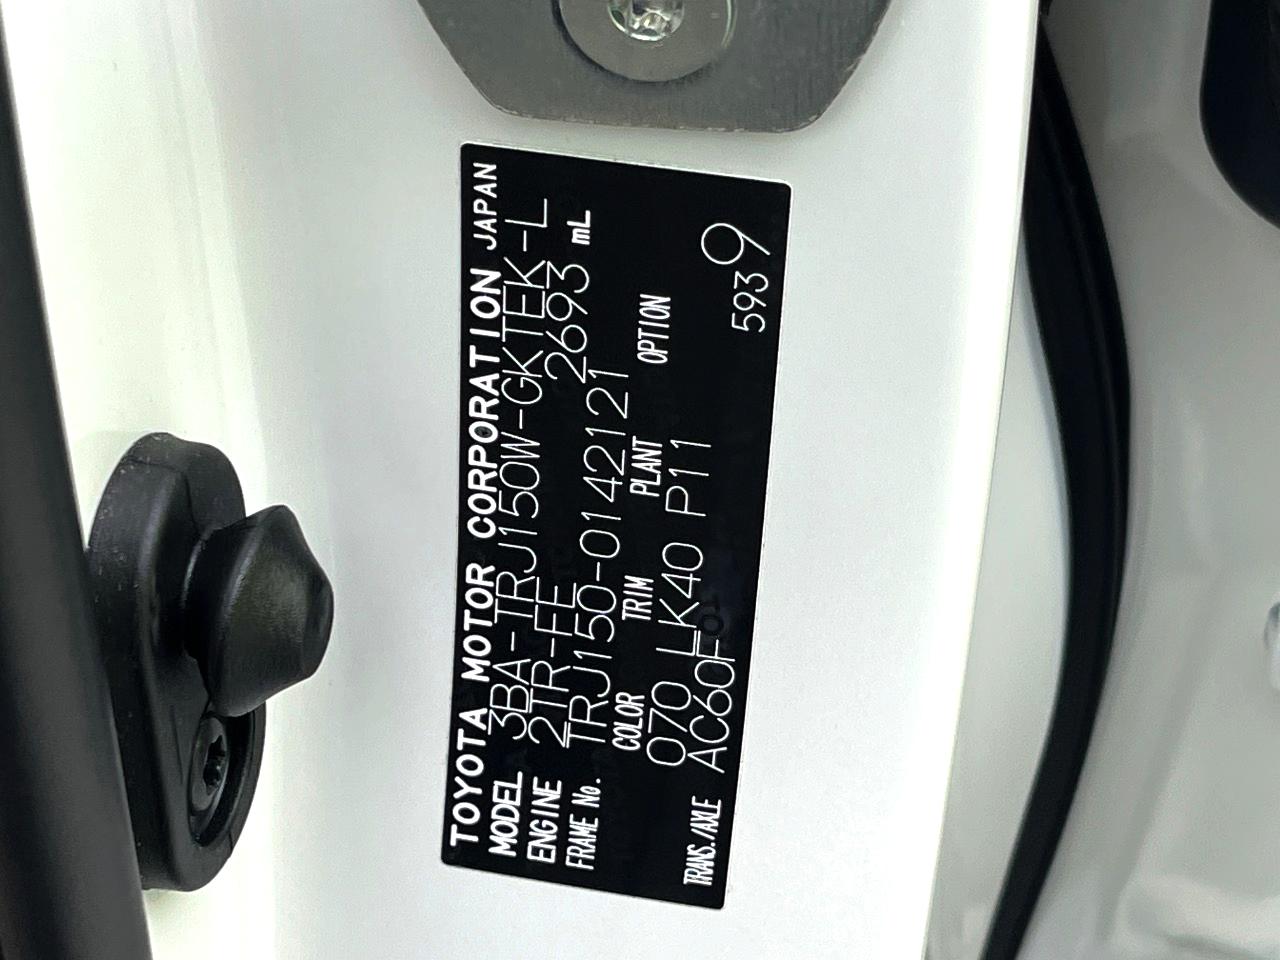 TOYOTA MOTOR CORPORATION JAPAN
MODEL 3BA-TRJ150W-GKTEK-L
ENGINE 2TR-FE 2693 mL
FRAME No. TRJ150-0142121
COLOR TRIM PLANT OPTION
070 LK40 P11
TRANS./AXLE AC60F 593 9